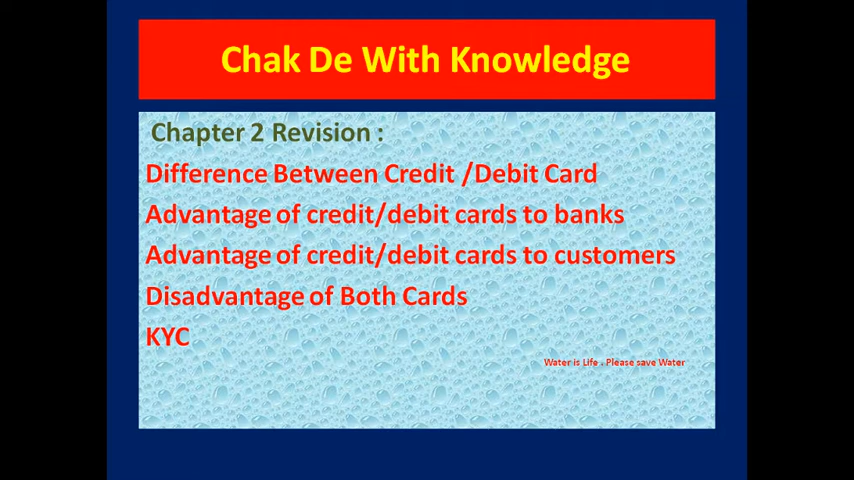 Chak De With Knowledge
Chapter 2 Revision :
Difference Between Credit /Debit Card
Advantage of credit/debit cards to banks
Advantage of credit/debit cards to customers
Disadvantage of Both Cards
KYC
Water is Life . Please save Water